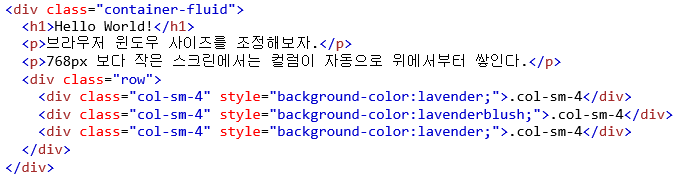 <div class="container-fluid">
  <h1>Hello World!</h1>
  <p>브라우저 윈도우 사이즈를 조정해보자.</p>
  <p>768px 보다 작은 스크린에서는 컬럼이 자동으로 위에서부터 쌓인다.</p>
  <div class="row">
    <div class="col-sm-4" style="background-color:lavender;">.col-sm-4</div>
    <div class="col-sm-4" style="background-color:lavenderblush;">.col-sm-4</div>
    <div class="col-sm-4" style="background-color:lavender;">.col-sm-4</div>
  </div>
</div>